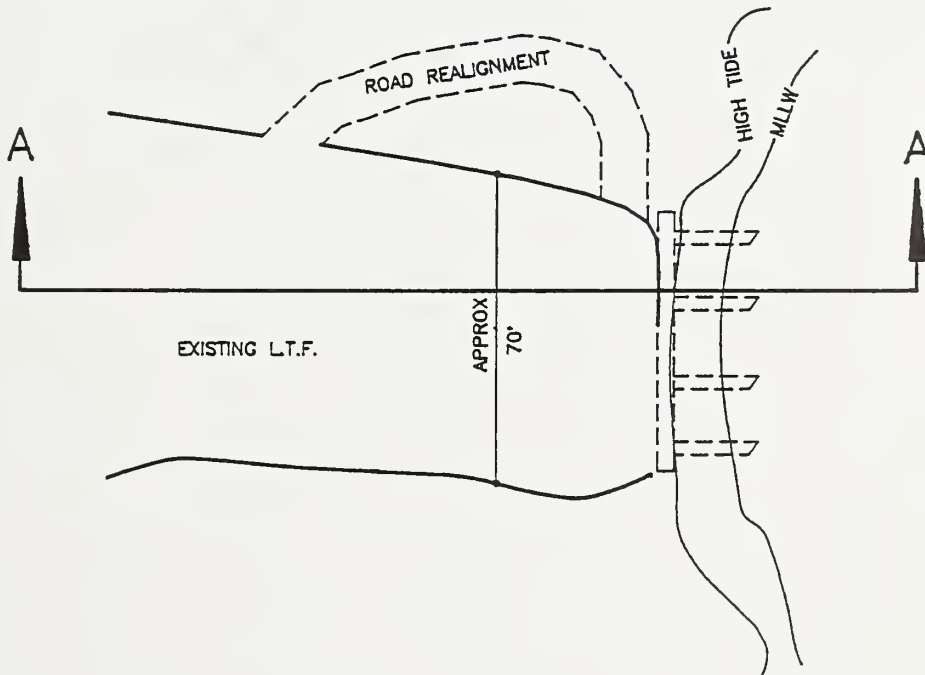 ROAD REALIGNMENT
HIGH TIDE
MLLW
A
A
APPROX
70'
EXISTING L.T.F.